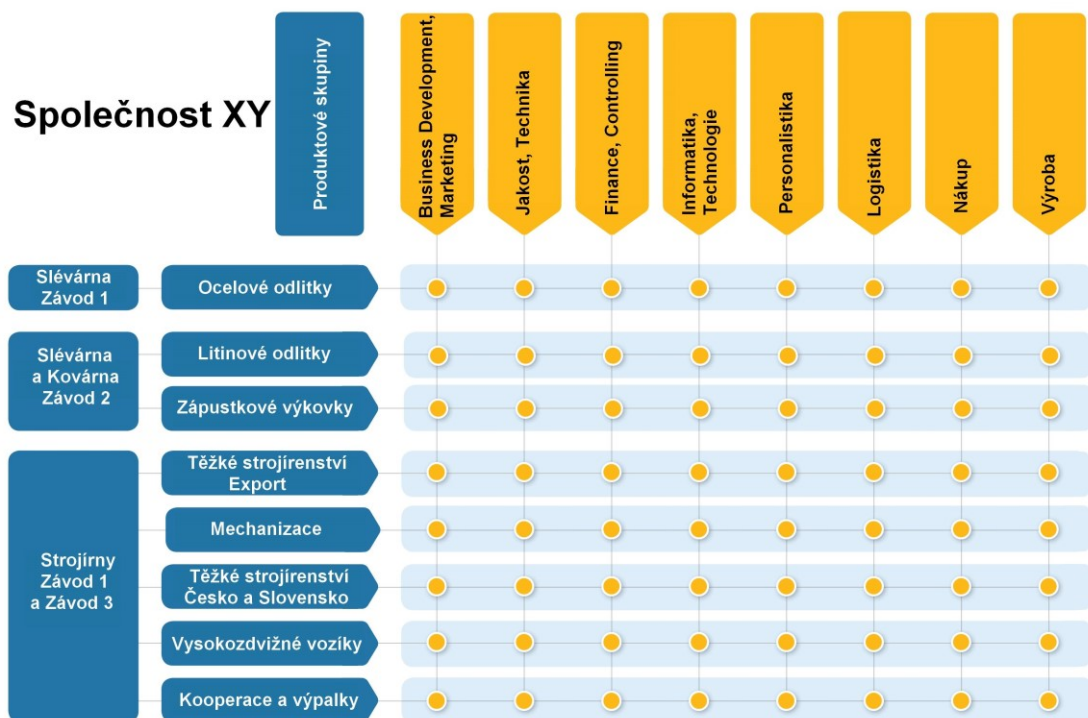 Společnost XY
Produktové skupiny
Business Development,
Marketing
Jakost, Technika
Finance, Controlling
Informatika,
Technologie
Personalistika
Logistika
Nákup
Výroba
Slévárna
Závod 1
Ocelové odlitky
Slévárna
a Kovárna
Závod 2
Litinové odlitky
Zápustkové výkovky
Strojírny
Závod 1
a Závod 3
Těžké strojírenství
Export
Mechanizace
Těžké strojírenství
Česko a Slovensko
Vysokozdvižné vozíky
Kooperace a výpalky